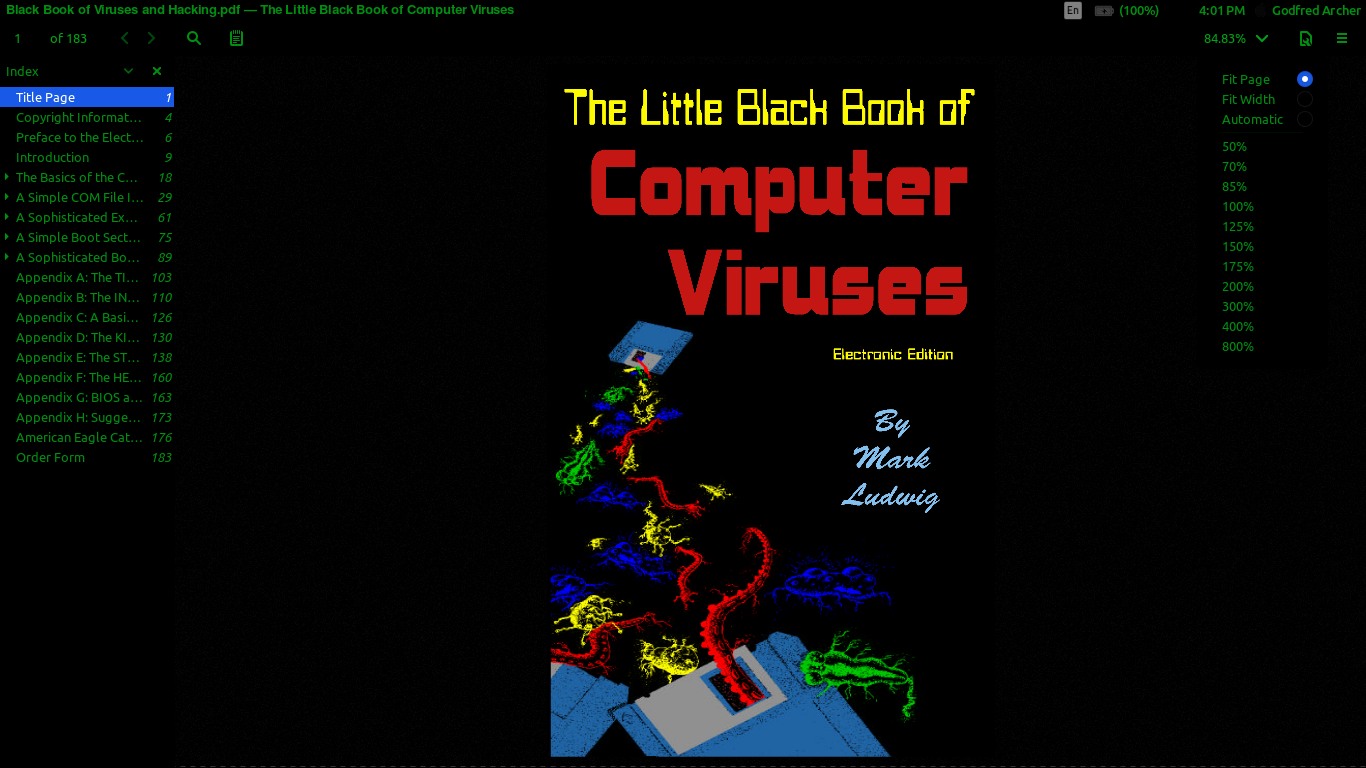 Black Book of Viruses and Hacking.pdf — The Little Black Book of Computer Viruses
En (100%) 4:01 PM Godfred Archer
1 of 183 84.83%
Index
Title Page 1
Copyright Informat... 4
Preface to the Elect... 6
Introduction 9
The Basics of the C... 18
A Simple COM File I... 29
A Sophisticated Ex... 61
A Simple Boot Sect... 75
A Sophisticated Bo... 89
Appendix A: The TI... 103
Appendix B: The IN... 110
Appendix C: A Basi... 126
Appendix D: The KI... 130
Appendix E: The ST... 138
Appendix F: The HE... 160
Appendix G: BIOS a... 163
Appendix H: Sugge... 173
American Eagle Cat... 176
Order Form 183
The Little Black Book of
Computer
Viruses
Electronic Edition
By
Mark
Ludwig
Fit Page
Fit Width
Automatic
50%
70%
85%
100%
125%
150%
175%
200%
300%
400%
800%